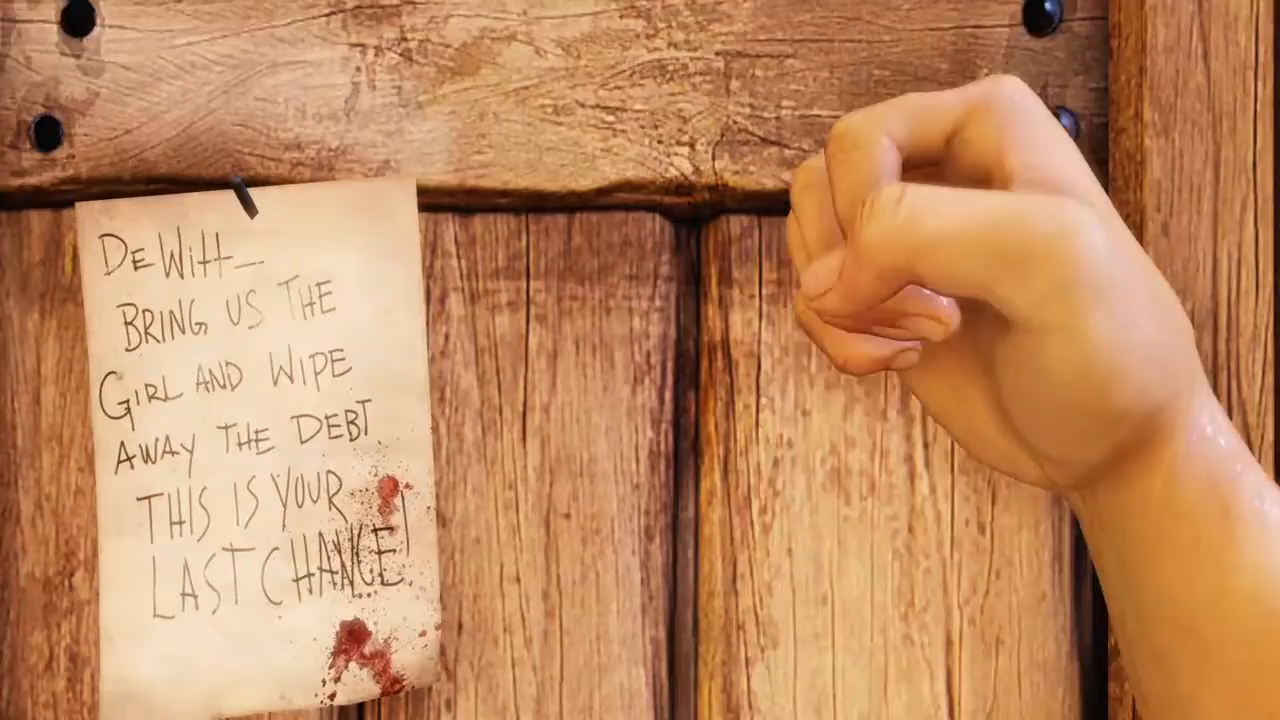 DEWitt—
BRING US THE
GIRL AND WIPE
AWAY THE DEBT.
THIS IS YOUR
LAST CHANCE!